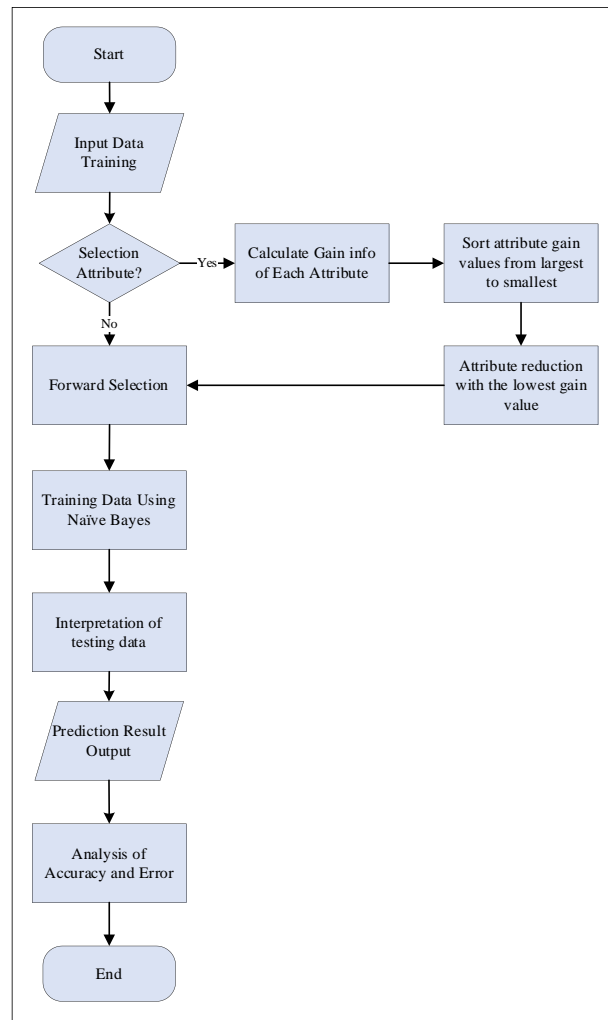 Start
Input Data
Training
Selection
Attribute?
Yes
Calculate Gain info
of Each Attribute
Sort attribute gain
values from largest
to smallest
No
Forward Selection
Attribute reduction
with the lowest gain
value
Training Data Using
Naïve Bayes
Interpretation of
testing data
Prediction Result
Output
Analysis of
Accuracy and Error
End